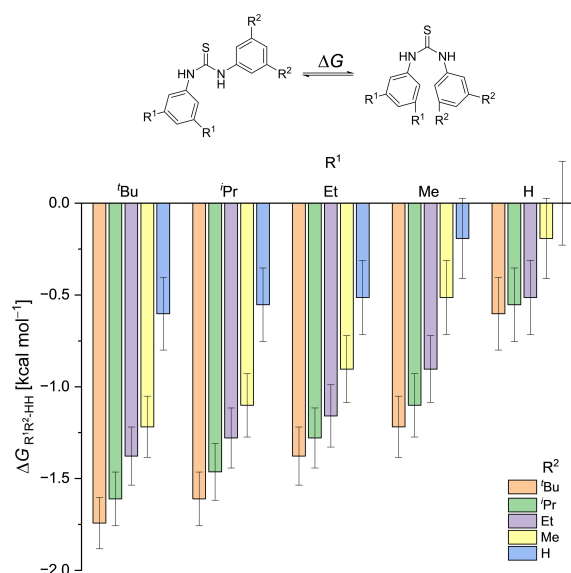 R²
S
NH N
H
R²
R¹
R¹
ΔG
S
NH HN
R¹ R²
R¹ R²
R¹
ᵗBu ⁱPr Et Me H
0.0
−0.5
−1.0
−1.5
−2.0
ΔG R¹R²-HH [kcal mol⁻¹]
R²
ᵗBu
ⁱPr
Et
Me
H